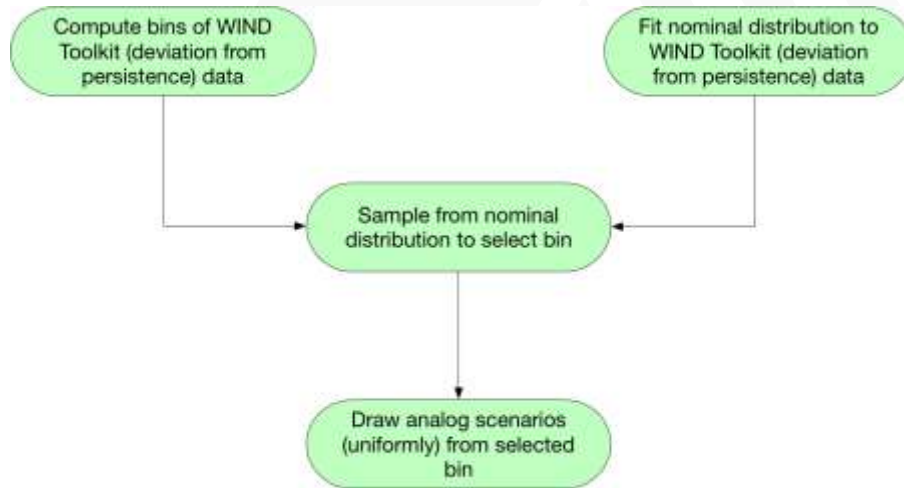 Compute bins of WIND
Toolkit (deviation from
persistence) data
Fit nominal distribution to
WIND Toolkit (deviation
from persistence) data
Sample from nominal
distribution to select bin
Draw analog scenarios
(uniformly) from selected
bin